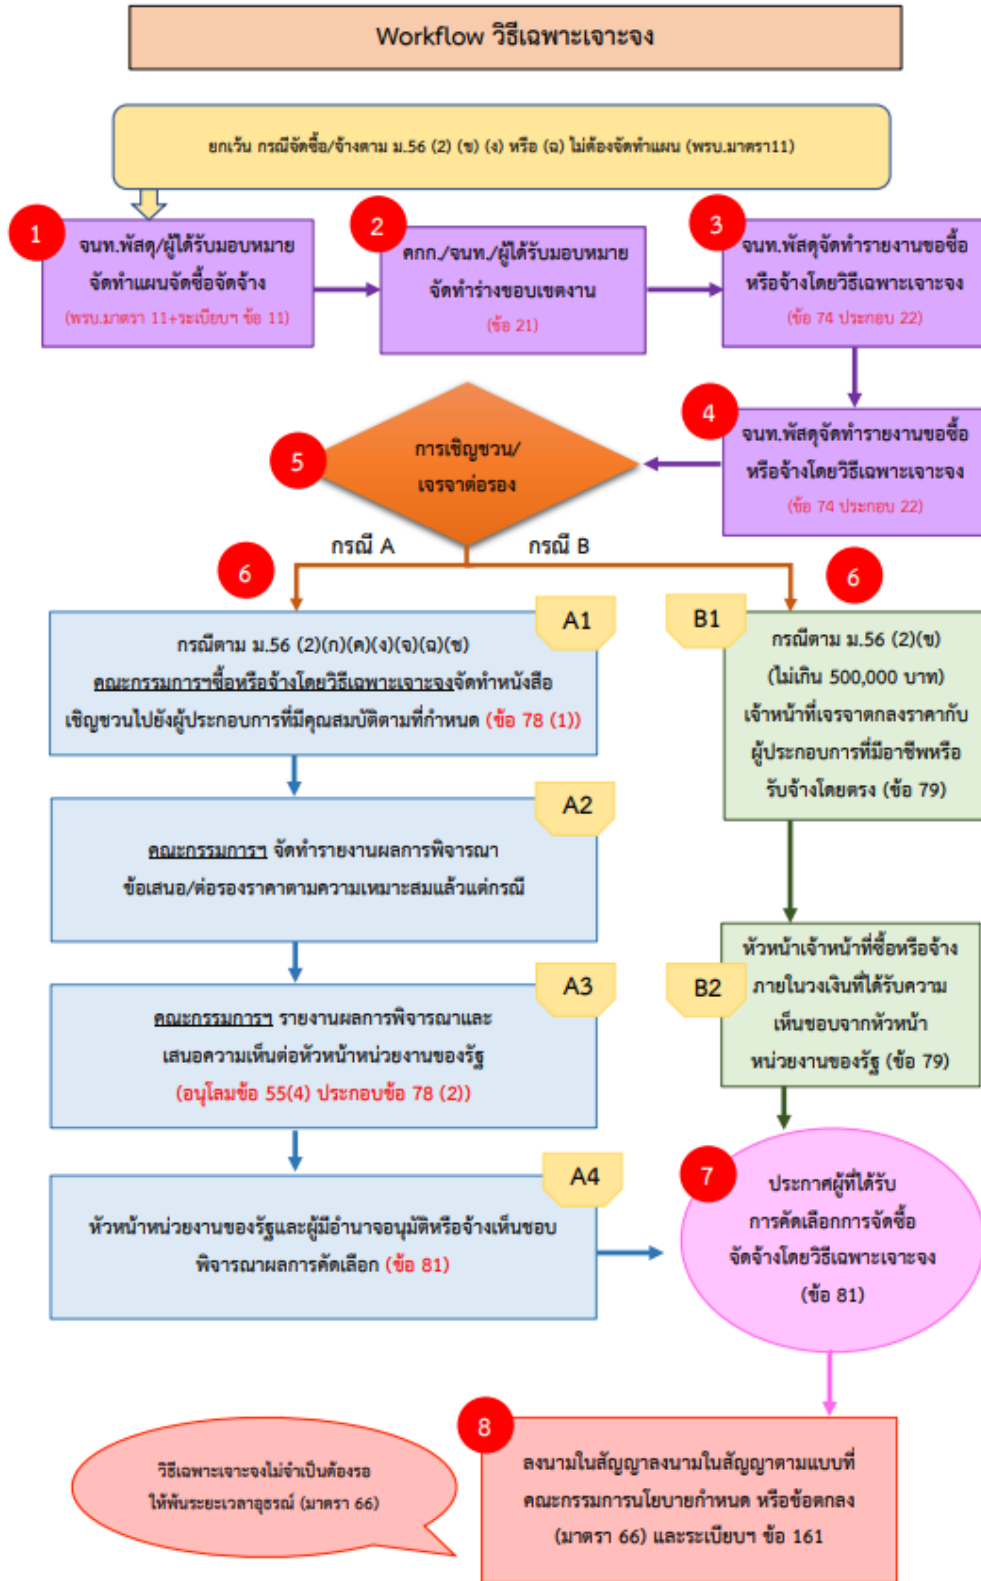 Workflow วิธีเฉพาะเจาะจง
ยกเว้น กรณีจัดซื้อ/จ้างตาม ม.56 (2) (ข) (ง) หรือ (ฉ) ไม่ต้องจัดทำแผน (พรบ.มาตรา11)
1
จนท.พัสดุ/ผู้ได้รับมอบหมาย
จัดทำแผนจัดซื้อจัดจ้าง
(พรบ.มาตรา 11+ระเบียบฯ ข้อ 11)
2
คกก./จนท./ผู้ได้รับมอบหมาย
จัดทำร่างขอบเขตงาน
(ข้อ 21)
3
จนท.พัสดุจัดทำรายงานขอซื้อ
หรือจ้างโดยวิธีเฉพาะเจาะจง
(ข้อ 74 ประกอบ 22)
4
จนท.พัสดุจัดทำรายงานขอซื้อ
หรือจ้างโดยวิธีเฉพาะเจาะจง
(ข้อ 74 ประกอบ 22)
5
การเชิญชวน/
เจรจาต่อรอง
กรณี A
กรณี B
6
6
A1
กรณีตาม ม.56 (2)(ก)(ค)(ง)(จ)(ฉ)(ช)
คณะกรรมการฯซื้อหรือจ้างโดยวิธีเฉพาะเจาะจงจัดทำหนังสือ
เชิญชวนไปยังผู้ประกอบการที่มีคุณสมบัติตามที่กำหนด (ข้อ 78 (1))
A2
คณะกรรมการฯ จัดทำรายงานผลการพิจารณา
ข้อเสนอ/ต่อรองราคาตามความเหมาะสมแล้วแต่กรณี
A3
คณะกรรมการฯ รายงานผลการพิจารณาและ
เสนอความเห็นต่อหัวหน้าหน่วยงานของรัฐ
(อนุโลมข้อ 55(4) ประกอบข้อ 78 (2))
A4
หัวหน้าหน่วยงานของรัฐและผู้มีอำนาจอนุมัติหรือจ้างเห็นชอบ
พิจารณาผลการคัดเลือก (ข้อ 81)
B1
กรณีตาม ม.56 (2)(ข)
(ไม่เกิน 500,000 บาท)
เจ้าหน้าที่เจรจาตกลงราคากับ
ผู้ประกอบการที่มีอาชีพหรือ
รับจ้างโดยตรง (ข้อ 79)
B2
หัวหน้าเจ้าหน้าที่ซื้อหรือจ้าง
ภายในวงเงินที่ได้รับความ
เห็นชอบจากหัวหน้า
หน่วยงานของรัฐ (ข้อ 79)
7
ประกาศผู้ที่ได้รับ
การคัดเลือกการจัดซื้อ
จัดจ้างโดยวิธีเฉพาะเจาะจง
(ข้อ 81)
8
ลงนามในสัญญาลงนามในสัญญาตามแบบที่
คณะกรรมการนโยบายกำหนด หรือข้อตกลง
(มาตรา 66) และระเบียบฯ ข้อ 161
วิธีเฉพาะเจาะจงไม่จำเป็นต้องรอ
ให้พ้นระยะเวลาอุธรณ์ (มาตรา 66)